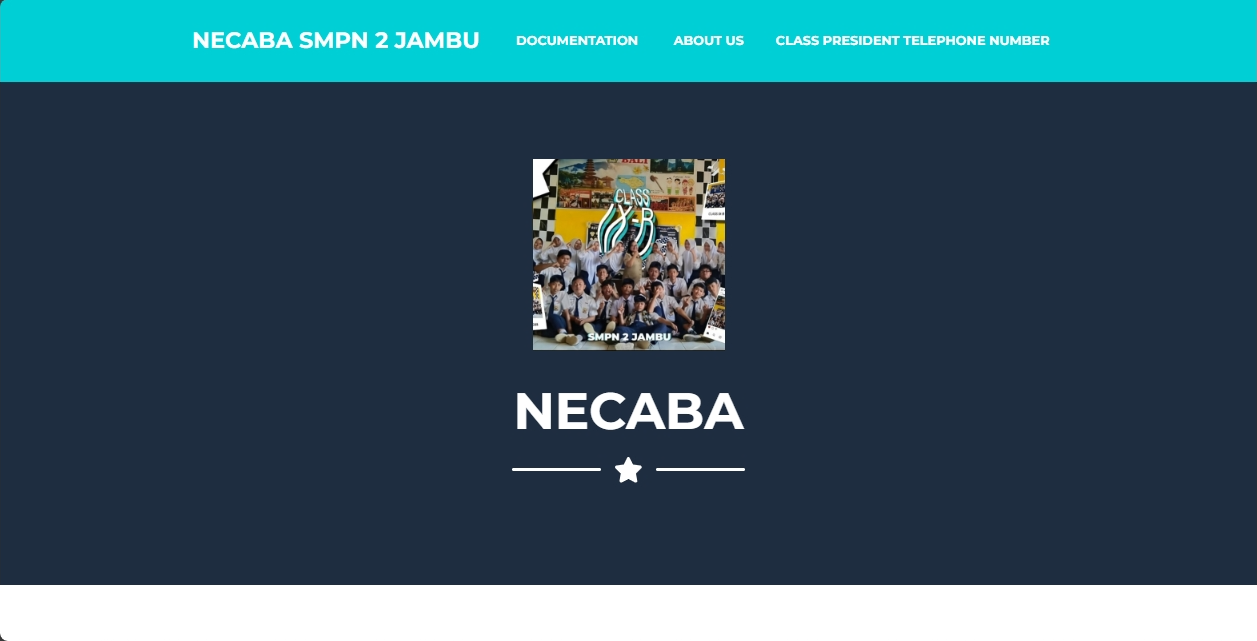 NECABA SMPN 2 JAMBU
DOCUMENTATION
ABOUT US
CLASS PRESIDENT TELEPHONE NUMBER
BALI
CLASS
SMPN 2 JAMBU
NECABA